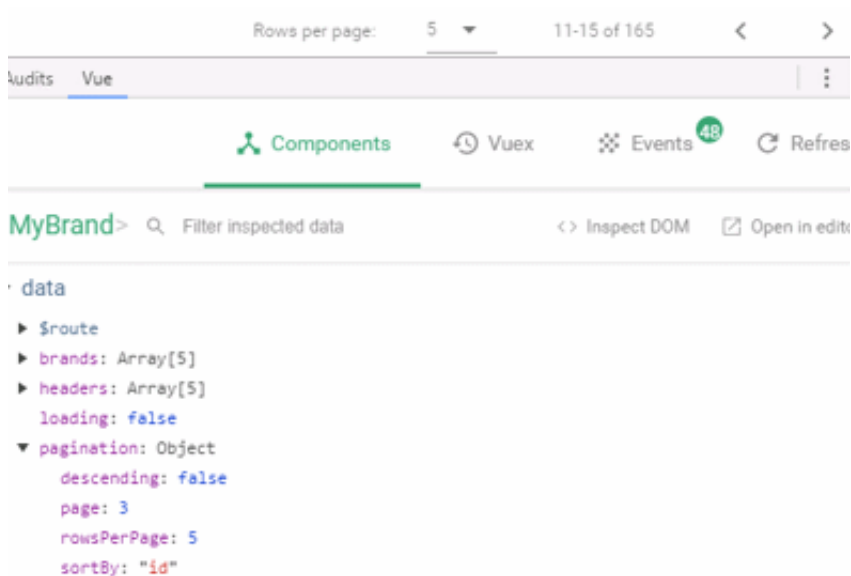 Rows per page: 5 11-15 of 165
Audits Vue
Components Vuex Events 48 Refres
MyBrand> Filter inspected data <> Inspect DOM Open in edito
data
$route
brands: Array[5]
headers: Array[5]
loading: false
pagination: Object
descending: false
page: 3
rowsPerPage: 5
sortBy: "id"